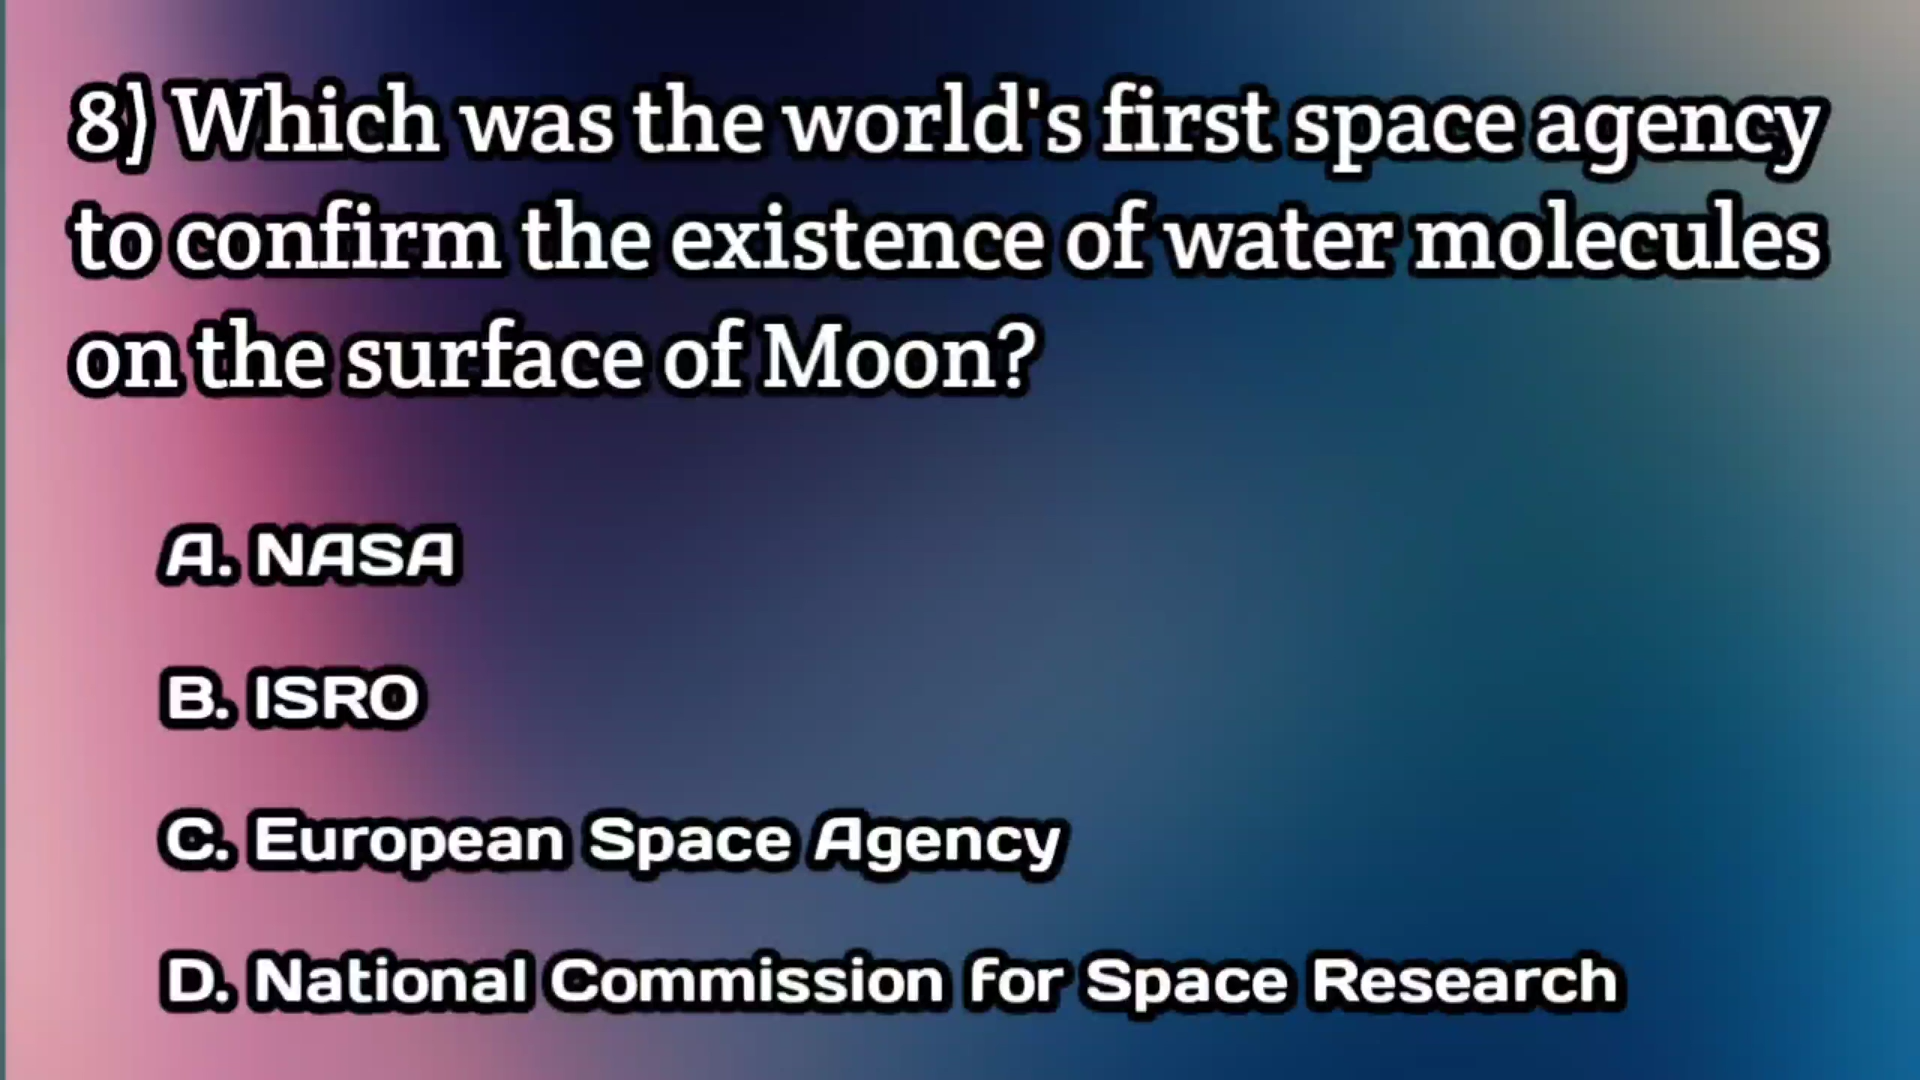 8) Which was the world's first space agency
to confirm the existence of water molecules
on the surface of Moon?
A. NASA
B. ISRO
C. European Space Agency
D. National Commission for Space Research